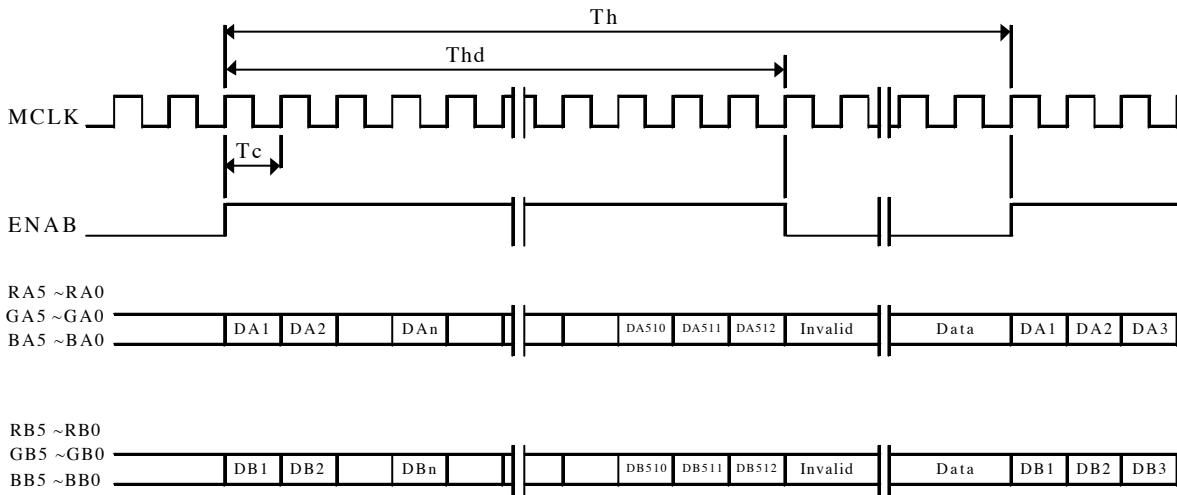 Th
Thd
MCLK
Tc
ENAB
RA5 ~RA0
GA5 ~GA0
BA5 ~BA0
DA1 DA2 DAn DA510 DA511 DA512 Invalid Data DA1 DA2 DA3
RB5 ~RB0
GB5 ~GB0
BB5 ~BB0
DB1 DB2 DBn DB510 DB511 DB512 Invalid Data DB1 DB2 DB3